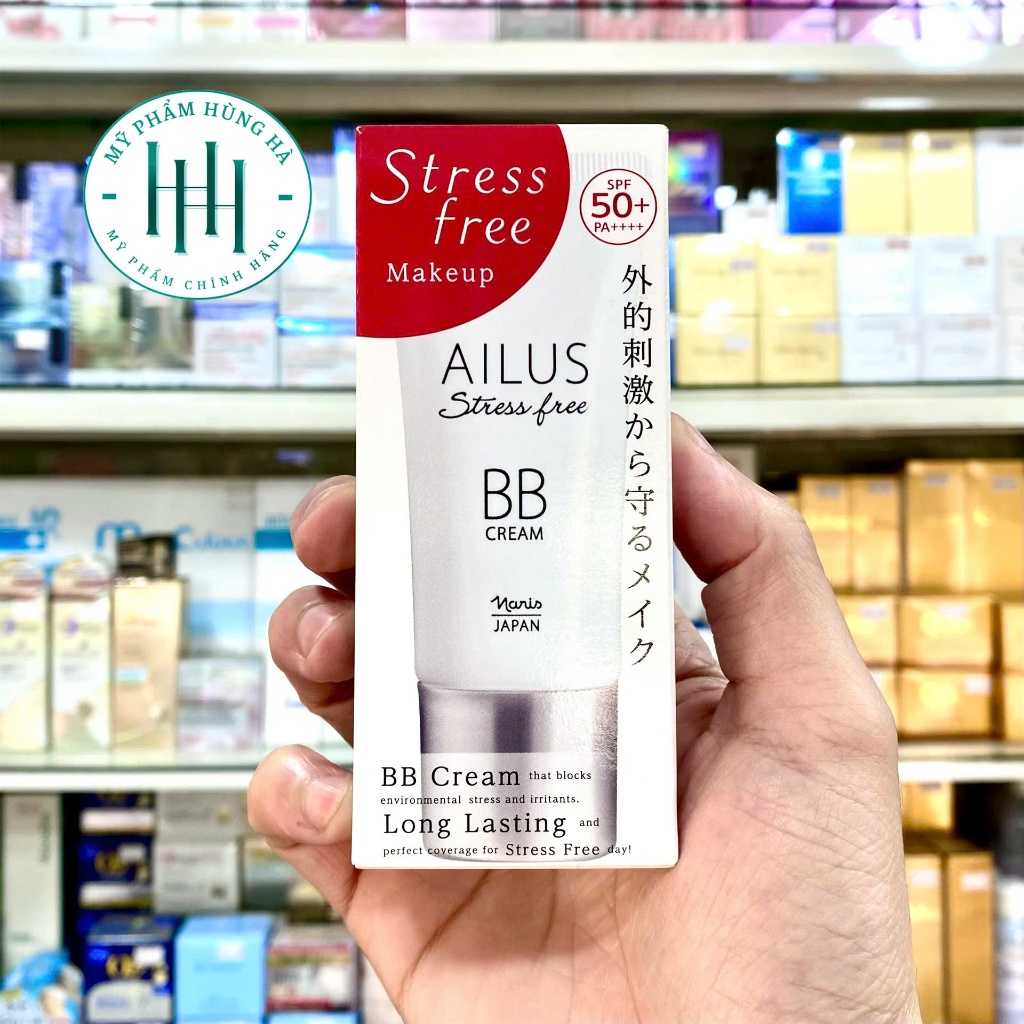 MỸ PHẨM HÙNG HÀ
HH
MỸ PHẨM CHÍNH HÃNG
Stress
free
Makeup
SPF
50+
PA++++
外的刺激から守るメイク
AILUS
Stress free
BB
CREAM
naris
JAPAN
BB Cream that blocks
environmental stress and irritants.
Long Lasting and
perfect coverage for Stress Free day!